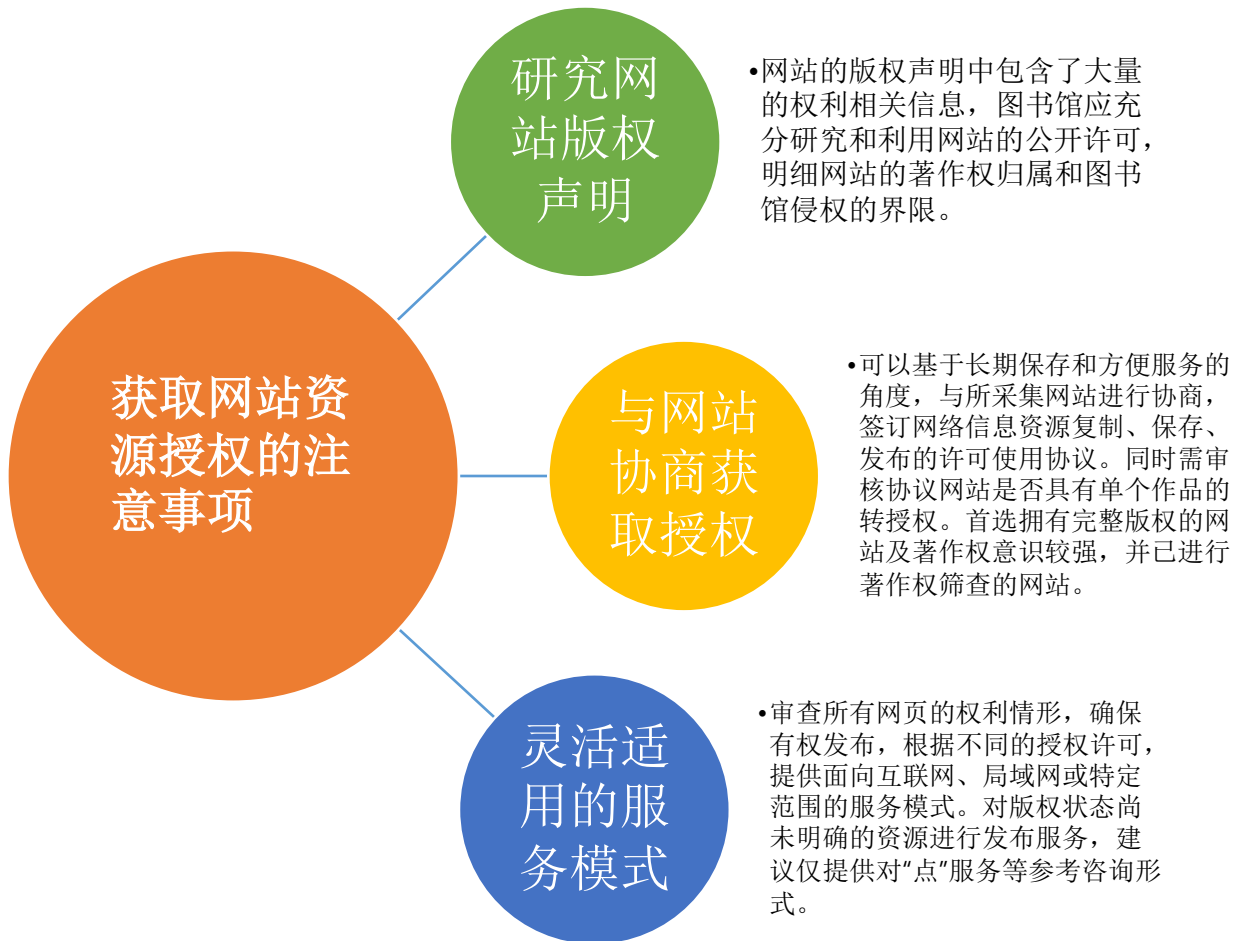 研究网
站版权
声明
•网站的版权声明中包含了大量
的权利相关信息，图书馆应充
分研究和利用网站的公开许可，
明细网站的著作权归属和图书
馆侵权的界限。
获取网站资
源授权的注
意事项
与网站
协商获
取授权
•可以基于长期保存和方便服务的
角度，与所采集网站进行协商，
签订网络信息资源复制、保存、
发布的许可使用协议。同时需审
核协议网站是否具有单个作品的
转授权。首选拥有完整版权的网
站及著作权意识较强，并已进行
著作权筛查的网站。
灵活适
用的服
务模式
•审查所有网页的权利情形，确保
有权发布，根据不同的授权许可，
提供面向互联网、局域网或特定
范围的服务模式。对版权状态尚
未明确的资源进行发布服务，建
议仅提供对"点"服务等参考咨询形
式。